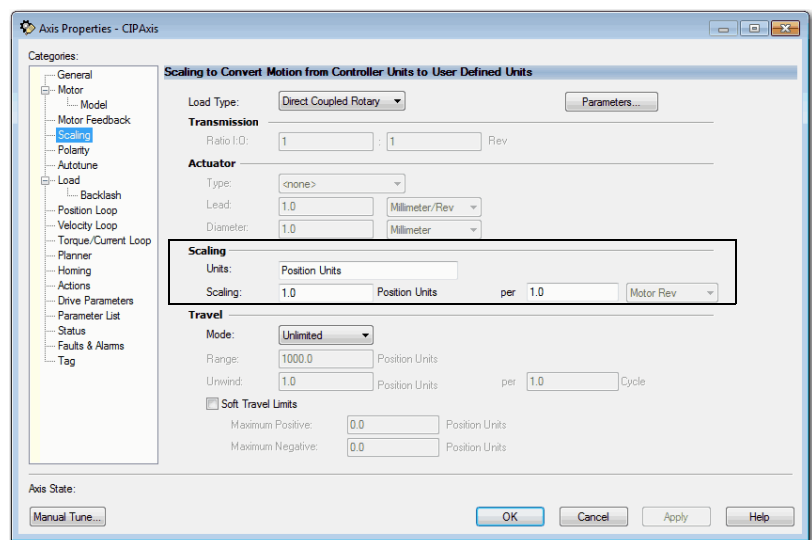 Axis Properties - CIPAxis
Categories:
General
Motor
Model
Motor Feedback
Scaling
Polarity
Autotune
Load
Backlash
Position Loop
Velocity Loop
Torque/Current Loop
Planner
Homing
Actions
Drive Parameters
Parameter List
Status
Faults & Alarms
Tag
Scaling to Convert Motion from Controller Units to User Defined Units
Load Type: Direct Coupled Rotary Parameters...
Transmission
Ratio I:O: 1 : 1 Rev
Actuator
Type: <none>
Lead: 1.0 Millimeter/Rev
Diameter: 1.0 Millimeter
Scaling
Units: Position Units
Scaling: 1.0 Position Units per 1.0 Motor Rev
Travel
Mode: Unlimited
Range: 1000.0 Position Units
Unwind: 1.0 Position Units per 1.0 Cycle
Soft Travel Limits
Maximum Positive: 0.0 Position Units
Maximum Negative: 0.0 Position Units
Axis State:
Manual Tune... OK Cancel Apply Help